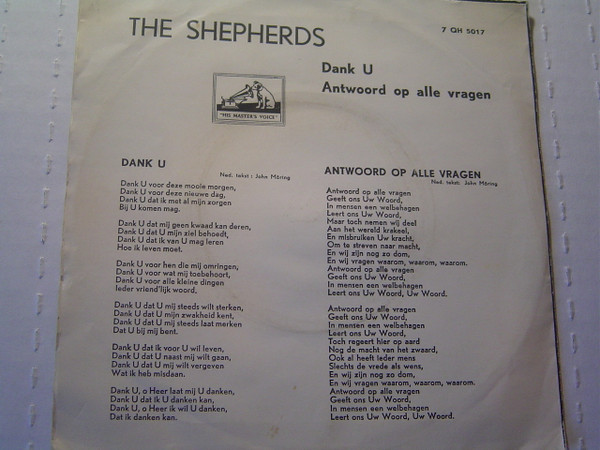 THE SHEPHERDS
7 QH 5017
Dank U
Antwoord op alle vragen
"HIS MASTER'S VOICE"
DANK U
Ned. tekst : John Möring
Dank U voor deze mooie morgen,
Dank U voor deze nieuwe dag,
Dank U dat ik met al mijn zorgen
Bij U komen mag.
Dank U dat mij geen kwaad kan deren,
Dank U dat U mijn ziel behoedt,
Dank U dat ik van U mag leren
Hoe ik leven moet.
Dank U voor hen die mij omringen,
Dank U voor wat mij toebehoort,
Dank U voor alle kleine dingen
Ieder vriend'lijk woord.
Dank U dat U mij steeds wilt sterken,
Dank U dat U mijn zwakheid kent,
Dank U dat U mij steeds laat merken
Dat U bij mij bent.
Dank U dat ik voor U wil leven,
Dank U dat U naast mij wilt gaan,
Dank U dat U mij wilt vergeven
Wat ik heb misdaan.
Dank U, o Heer laat mij U danken,
Dank U dat ik U danken kan,
Dank U, o Heer ik wil U danken,
Dat ik danken kan.
ANTWOORD OP ALLE VRAGEN
Ned. tekst: John Möring
Antwoord op alle vragen
Geeft ons Uw Woord,
In mensen een welbehagen
Leert ons Uw Woord,
Maar toch nemen wij deel
Aan het wereld krakeel,
En misbruiken Uw kracht,
Om te streven naar macht,
En wij zijn nog zo dom,
En wij vragen waarom, waarom, waarom.
Antwoord op alle vragen
Geeft ons Uw Woord,
In mensen een welbehagen
Leert ons Uw Woord, Uw Woord.
Antwoord op alle vragen
Geeft ons Uw Woord,
In mensen een welbehagen
Leert ons Uw Woord,
Toch regeert hier op aard
Nog de macht van het zwaard,
Ook al heeft ieder mens
Slechts de vrede als wens,
En wij zijn nog zo dom,
En wij vragen waarom, waarom, waarom.
Antwoord op alle vragen
Geeft ons Uw Woord,
In mensen een welbehagen
Leert ons Uw Woord, Uw Woord.